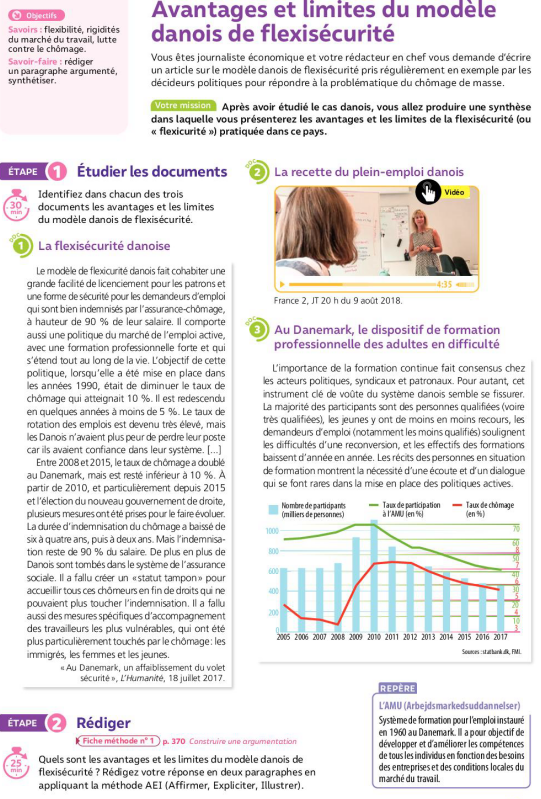 Objectifs
Savoirs : flexibilité, rigidités
du marché du travail, lutte
contre le chômage.
Savoir-faire : rédiger
un paragraphe argumenté,
synthétiser.
Avantages et limites du modèle
danois de flexisécurité
Vous êtes journaliste économique et votre rédacteur en chef vous demande d'écrire
un article sur le modèle danois de flexisécurité pris régulièrement en exemple par les
décideurs politiques pour répondre à la problématique du chômage de masse.
Votre mission Après avoir étudié le cas danois, vous allez produire une synthèse
dans laquelle vous présenterez les avantages et les limites de la flexisécurité (ou
« flexicurité ») pratiquée dans ce pays.
ÉTAPE 1 Étudier les documents
30 min
Identifiez dans chacun des trois
documents les avantages et les limites
du modèle danois de flexisécurité.
DOC 1 La flexisécurité danoise
Le modèle de flexicurité danois fait cohabiter une
grande facilité de licenciement pour les patrons et
une forme de sécurité pour les demandeurs d'emploi
qui sont bien indemnisés par l'assurance-chômage,
à hauteur de 90 % de leur salaire. Il comporte
aussi une politique du marché de l'emploi active,
avec une formation professionnelle forte et qui
s'étend tout au long de la vie. L'objectif de cette
politique, lorsqu'elle a été mise en place dans
les années 1990, était de diminuer le taux de
chômage qui atteignait 10 %. Il est redescendu
en quelques années à moins de 5 %. Le taux de
rotation des emplois est devenu très élevé, mais
les Danois n'avaient plus peur de perdre leur poste
car ils avaient confiance dans leur système. [...]
Entre 2008 et 2015, le taux de chômage a doublé
au Danemark, mais est resté inférieur à 10 %. À
partir de 2010, et particulièrement depuis 2015
et l'élection du nouveau gouvernement de droite,
plusieurs mesures ont été prises pour le faire évoluer.
La durée d'indemnisation du chômage a baissé de
six à quatre ans, puis à deux ans. Mais l'indemnisa-
tion reste de 90 % du salaire. De plus en plus de
Danois sont tombés dans le système de l'assurance
sociale. Il a fallu créer un « statut tampon » pour
accueillir tous ces chômeurs en fin de droits qui ne
pouvaient plus toucher l'indemnisation. Il a fallu
aussi des mesures spécifiques d'accompagnement
des travailleurs les plus vulnérables, qui ont été
plus particulièrement touchés par le chômage : les
immigrés, les femmes et les jeunes.
« Au Danemark, un affaiblissement du volet
sécurité », L'Humanité, 18 juillet 2017.
DOC 2 La recette du plein-emploi danois
Vidéo
4:35
France 2, JT 20 h du 9 août 2018.
DOC 3 Au Danemark, le dispositif de formation
professionnelle des adultes en difficulté
L'importance de la formation continue fait consensus chez
les acteurs politiques, syndicaux et patronaux. Pour autant, cet
instrument clé de voûte du système danois semble se fissurer.
La majorité des participants sont des personnes qualifiées (voire
très qualifiées), les jeunes y ont de moins en moins recours, les
demandeurs d'emploi (notamment les moins qualifiés) soulignent
les difficultés d'une reconversion, et les effectifs des formations
baissent d'année en année. Les récits des personnes en situation
de formation montrent la nécessité d'une écoute et d'un dialogue
qui se font rares dans la mise en place des politiques actives.
Nombre de participants
(milliers de personnes)
Taux de participation
à l'AMU (en %)
Taux de chômage
(en %)
1000
800
600
400
200
0
70
60
8
50
7
40
6
30
5
20
4
10
3
2005 2006 2007 2008 2009 2010 2011 2012 2013 2014 2015 2016 2017
Sources : statbank.dk, FMI.
REPÈRE
L'AMU (Arbejdsmarkedsuddannelser)
Système de formation pour l'emploi instauré
en 1960 au Danemark. Il a pour objectif de
développer et d'améliorer les compétences
de tous les individus en fonction des besoins
des entreprises et des conditions locales du
marché du travail.
ÉTAPE 2 Rédiger
Fiche méthode n° 1 p. 370 Construire une argumentation
25 min
Quels sont les avantages et les limites du modèle danois de
flexisécurité ? Rédigez votre réponse en deux paragraphes en
appliquant la méthode AEI (Affirmer, Expliciter, Illustrer).